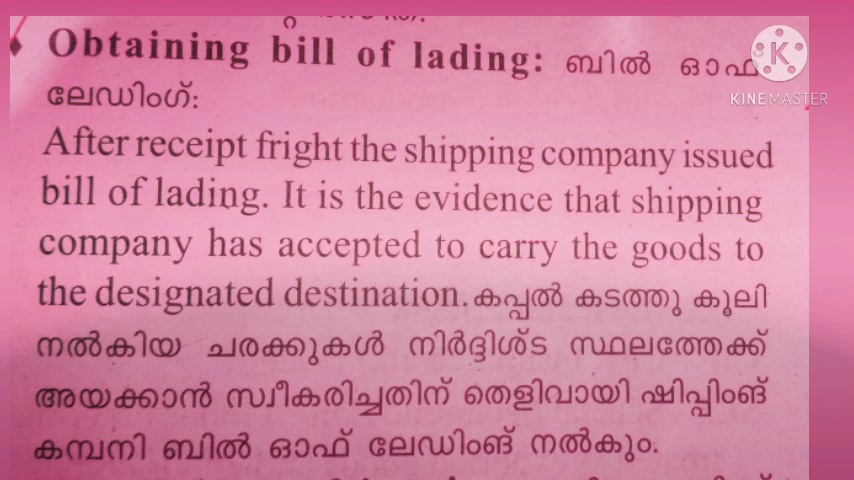 Obtaining bill of lading: ബിൽ ഓഫ്
ലേഡിംഗ്:
After receipt fright the shipping company issued
bill of lading. It is the evidence that shipping
company has accepted to carry the goods to
the designated destination. കപ്പൽ കടത്തു കൂലി
നൽകിയ ചരക്കുകൾ നിർദ്ദിശ്ട സ്ഥലത്തേക്ക്
അയക്കാൻ സ്വീകരിച്ചതിന് തെളിവായി ഷിപ്പിംങ്
കമ്പനി ബിൽ ഓഫ് ലേഡിംങ് നൽകും.
K
KINEMASTER